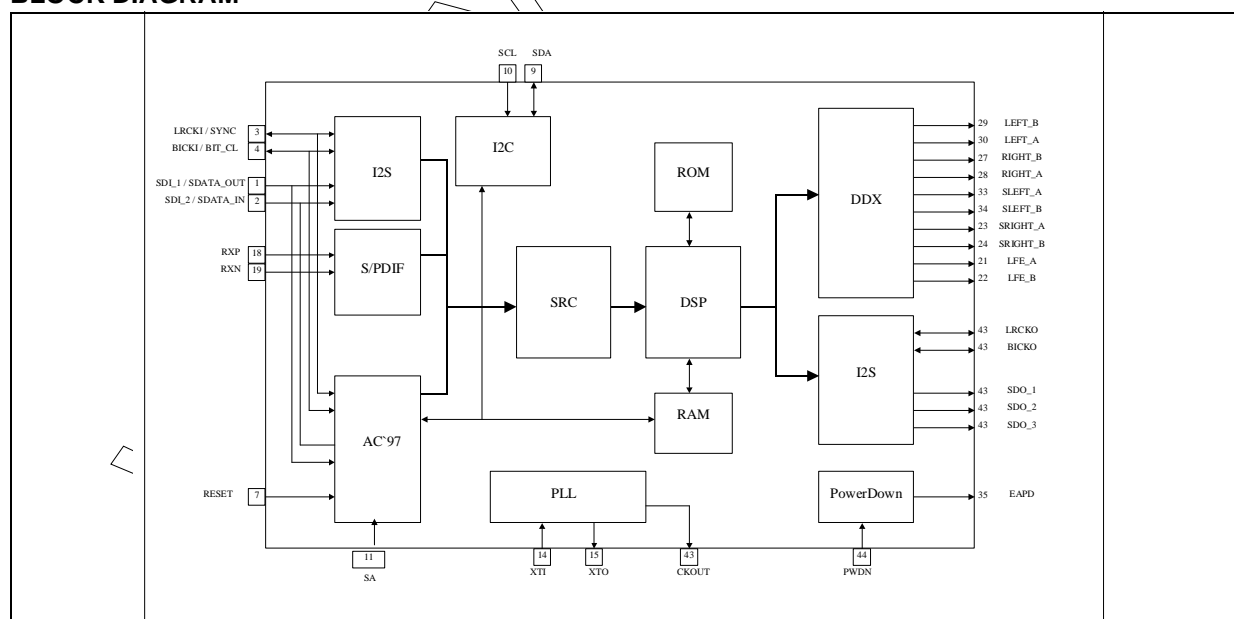 BLOCK DIAGRAM
SCL SDA
10 9
LRCKI / SYNC 3
BICKI / BIT_CL 4
SDI_1 / SDATA_OUT 1
SDI_2 / SDATA_IN 2
RXP 18
RXN 19
RESET 7
11
SA
I2S
S/PDIF
AC`97
I2C
SRC
ROM
DSP
RAM
PLL
14 15 43
XTI XTO CKOUT
DDX
29 LEFT_B
30 LEFT_A
27 RIGHT_B
28 RIGHT_A
33 SLEFT_A
34 SLEFT_B
23 SRIGHT_A
24 SRIGHT_B
21 LFE_A
22 LFE_B
I2S
43 LRCKO
43 BICKO
43 SDO_1
43 SDO_2
43 SDO_3
PowerDown
35 EAPD
44
PWDN